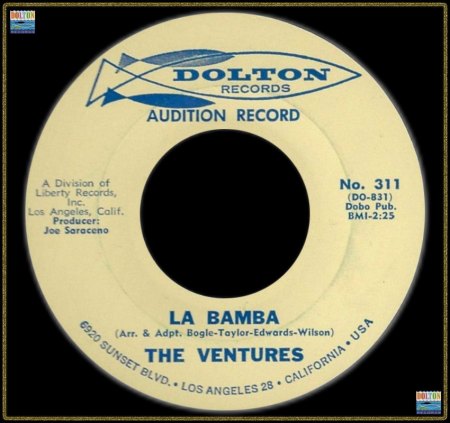 DOLTON
DOLTON
RECORDS
AUDITION RECORD
A Division of
Liberty Records,
Inc.
Los Angeles, Calif.
Producer:
Joe Saraceno
No. 311
(DO-831)
Dobo Pub.
BMI-2:25
LA BAMBA
(Arr. & Adpt. Bogle-Taylor-Edwards-Wilson)
THE VENTURES
6920 SUNSET BLVD. • LOS ANGELES 28 • CALIFORNIA • USA
DOLTON